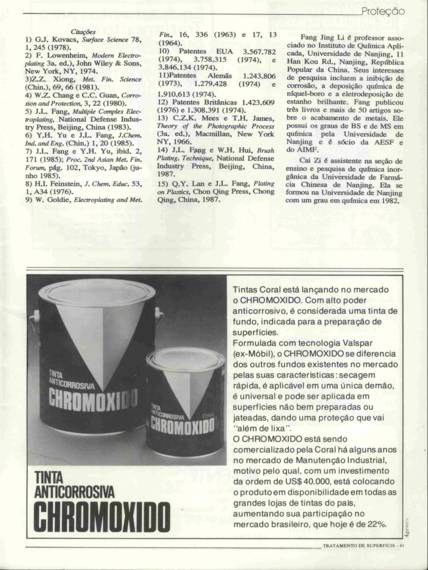 Proteção
Citações
1) G.J, Kovacs, Surface Science 78,
1, 245 (1978).
2) F. Lowenheim, Modern Electro-
plating 3a. ed.), John Wiley & Sons,
New York, NY, 1974.
3)Z.Z. Xiong, Met. Fin. Science
(Chin.), 69, 66 (1981).
4) W.Z. Chang e C.C. Guan, Corro-
sion and Protection, 3, 22 (1980).
5) J.L. Fang, Multiple Complex Elec-
troplating, National Defense Indus-
try Press, Beijing, China (1983).
6) Y.H. Yu e J.L. Fang, J.Chem,
Ind. and Eng. (Chin,) 1, 20 (1985).
7) J.L. Fang e Y.H. Yu, ibid, 2,
171 (1985); Proc, 2nd Asian Met, Fin.
Forum, pág. 102, Tokyo, Japão (ju-
nho 1985).
8) H.I. Feinstein, J. Chem, Educ, 53,
1, A34 (1976).
9) W. Goldie, Electroplating and Met.
Fin., 16, 336 (1963) e 17, 13
(1964).
10) Patentes EUA 3.567.782
(1974), 3.758.315 (1974), e
3.846.134 (1974).
11)Patentes Alemãs 1.243,806
(1973), 1,279.428 (1974) e
1,910,613 (1974),
12) Patentes Britânicas 1,423,609
(1976) e 1,308,391 (1974).
13) C.Z.K, Mees e T.H, James,
Theory of the Photographic Process
(3a. ed.), Macmillan, New York
NY, 1966.
14) J,L. Fang e W,H, Hui, Brush
Plating, Technique, National Defense
Industry Press, Beijing, China,
1987.
15) Q,Y, Lan e J.L. Fang, Plating
on Plastics, Chon Qing Press, Chong
Qing, China, 1987.
Fang Jing Li é professor asso-
ciado no Instituto de Química Apli-
cada, Universidade de Nanjing, 11
Han Kou Rd., Nanjing, República
Popular da China. Seus interesses
de pesquisa incluem a inibição de
corrosão, a deposição química de
níquel-boro e a eletrodeposição de
estanho brilhante. Fang publicou
três livros e mais de 50 artigos so-
bre o acabamento de metais, Ele
possui os graus de BS e de MS em
química pela Universidade de
Nanjing e é sócio da AESF e
do AIMF.
Cai Zi é assistente na seção de
ensino e pesquisa de química inor-
gânica da Universidade de Farmá-
cia Chinesa de Nanjing. Ela se
formou na Universidade de Nanjing
com um grau em química em 1982.
TINTA
ANTICORROSIVA
CHROMOXIDO
TINTA
ANTICORROSIVA
CHROMOXIDO
TINTA
ANTICORROSIVA
CHROMOXIDO
Tintas Coral está lançando no mercado
o CHROMOXIDO. Com alto poder
anticorrosivo, é considerada uma tinta de
fundo, indicada para a preparação de
superfícies.
Formulada com tecnologia Valspar
(ex-Móbil), o CHROMOXIDO se diferencia
dos outros fundos existentes no mercado
pelas suas características: secagem
rápida, é aplicável em uma única demão,
é universal e pode ser aplicada em
superfícies não bem preparadas ou
jateadas, dando uma proteção que vai
"além de lixa".
O CHROMOXIDO está sendo
comercializado pela Coral há alguns anos
no mercado de Manutenção Industrial,
motivo pelo qual, com um investimento
da ordem de US$ 40.000, está colocando
o produto em disponibilidade em todas as
grandes lojas de tintas do país,
aumentando sua participação no
mercado brasileiro, que hoje é de 22%.
TRATAMENTO DE SUPERFÍCIE - 41